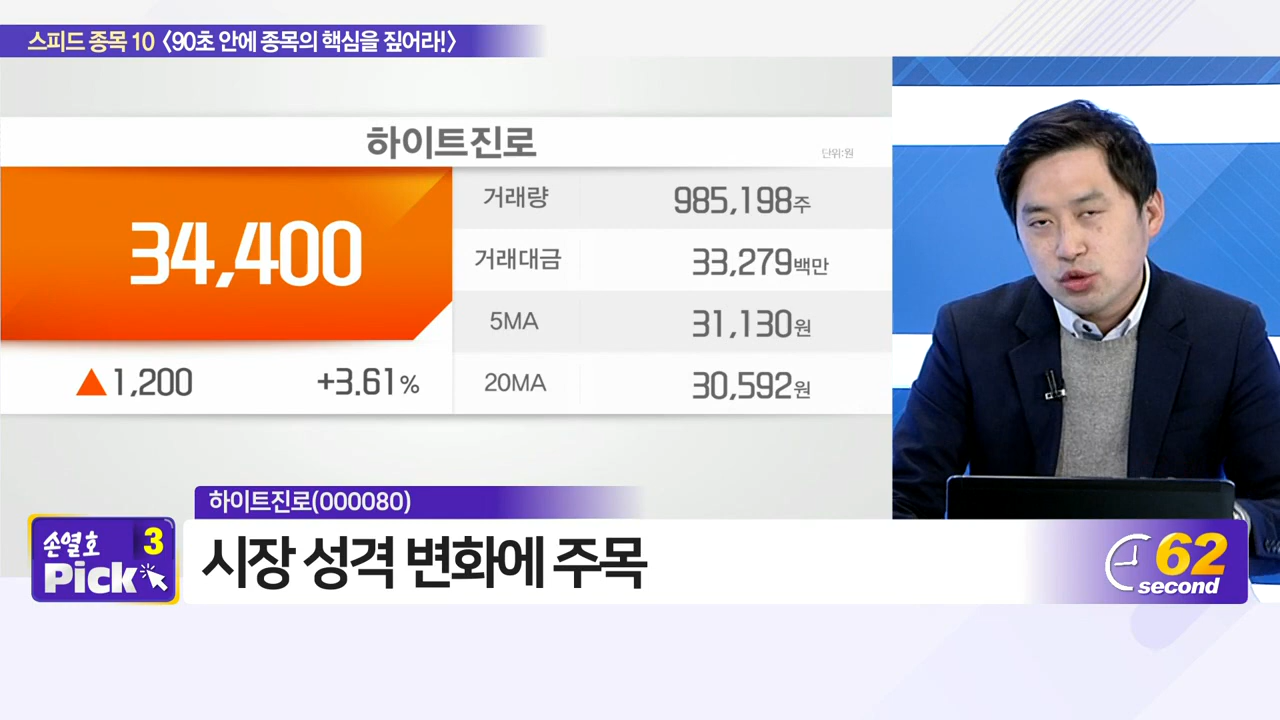 스피드 종목 10 <90초 안에 종목의 핵심을 짚어라!>
하이트진로
단위:원
34,400
▲1,200 +3.61%
거래량 985,198주
거래대금 33,279백만
5MA 31,130원
20MA 30,592원
하이트진로(000080)
손열호 3
Pick
시장 성격 변화에 주목
62
second